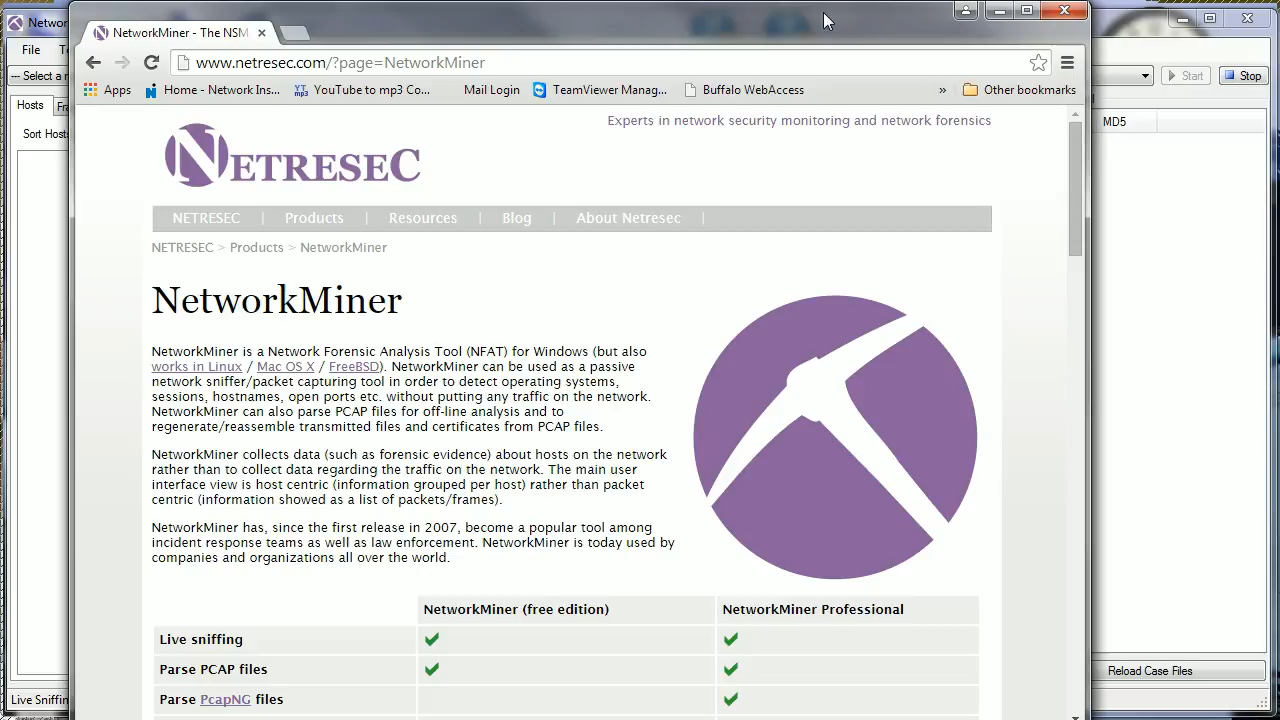 NetworkMiner - The NSM
Netwo
www.netresec.com/?page=NetworkMiner
File
Apps Home - Network Ins... YouTube to mp3 Co... Mail Login TeamViewer Manag... Buffalo WebAccess » Other bookmarks
--- Select a
Start
Stop
Hosts
Sort Hosts
MD5
Experts in network security monitoring and network forensics
NETRESEC
NETRESEC | Products | Resources | Blog | About Netresec |
NETRESEC > Products > NetworkMiner
NetworkMiner
NetworkMiner is a Network Forensic Analysis Tool (NFAT) for Windows (but also
works in Linux / Mac OS X / FreeBSD). NetworkMiner can be used as a passive
network sniffer/packet capturing tool in order to detect operating systems,
sessions, hostnames, open ports etc. without putting any traffic on the network.
NetworkMiner can also parse PCAP files for off-line analysis and to
regenerate/reassemble transmitted files and certificates from PCAP files.
NetworkMiner collects data (such as forensic evidence) about hosts on the network
rather than to collect data regarding the traffic on the network. The main user
interface view is host centric (information grouped per host) rather than packet
centric (information showed as a list of packets/frames).
NetworkMiner has, since the first release in 2007, become a popular tool among
incident response teams as well as law enforcement. NetworkMiner is today used by
companies and organizations all over the world.
NetworkMiner (free edition) NetworkMiner Professional
Live sniffing
Parse PCAP files
Parse PcapNG files
Reload Case Files
Live Sniffin